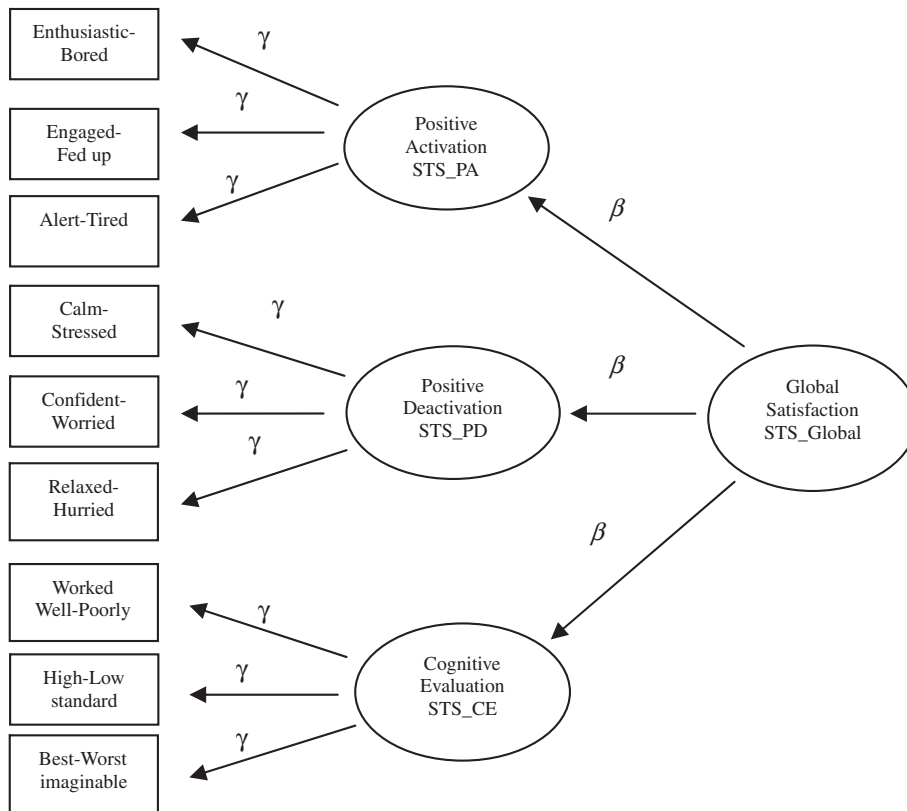 Enthusiastic-
Bored
γ
Engaged-
Fed up
γ
Alert-Tired
γ
Positive
Activation
STS_PA
β
Calm-
Stressed
γ
Confident-
Worried
γ
Relaxed-
Hurried
γ
Positive
Deactivation
STS_PD
β
Global
Satisfaction
STS_Global
β
Worked
Well-Poorly
γ
High-Low
standard
γ
Best-Worst
imaginable
γ
Cognitive
Evaluation
STS_CE